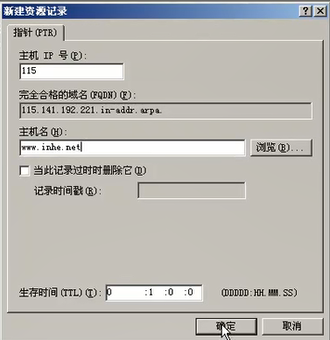 新建资源记录
指针(PTR)
主机 IP 号(P):
115
完全合格的域名(FQDN)(F):
115.141.192.221.in-addr.arpa.
主机名(H):
www.inhe.net
浏览(B)...
当此记录过时时删除它(D)
记录时间戳(R):
生存时间(TTL)(T): 0 :1 :0 :0 (DDDDD:HH.MM.SS)
确定 取消